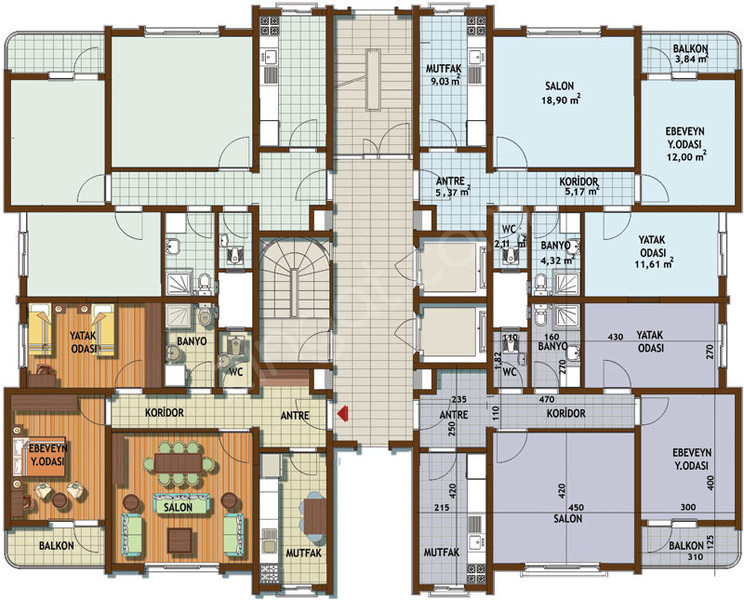 MUTFAK
9,03 m²
SALON
18,90 m²
BALKON
3,84 m²
EBEVEYN
Y.ODASI
12,00 m²
ANTRE
5,37 m²
KORİDOR
5,17 m²
WC
2,11 m²
BANYO
4,32 m²
YATAK
ODASI
11,61 m²
YATAK
ODASI
BANYO
WC
KORİDOR
ANTRE
EBEVEYN
Y.ODASI
SALON
BALKON
MUTFAK
110
1,82
WC
160
BANYO
270
430
YATAK
ODASI
270
235
ANTRE
110
250
470
KORİDOR
420
215
MUTFAK
420
450
SALON
EBEVEYN
Y.ODASI
400
300
BALKON
125
310